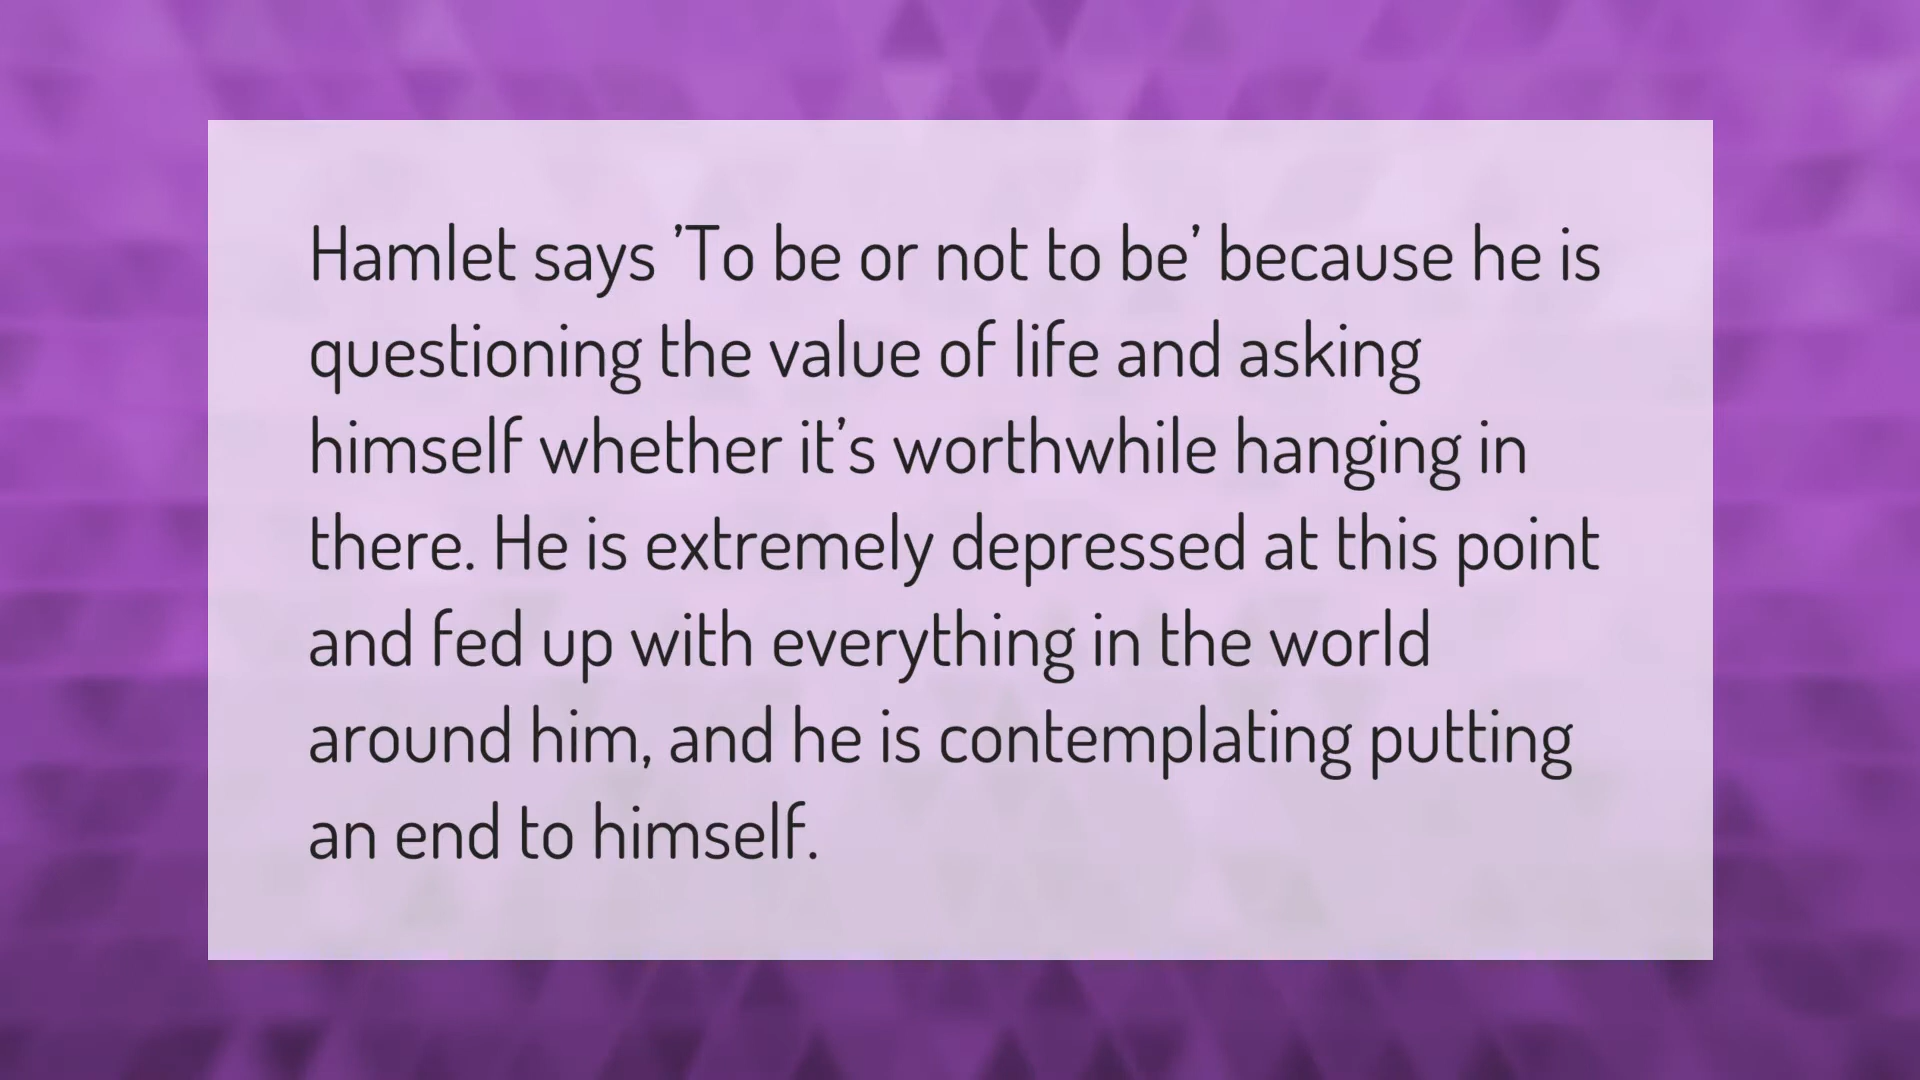 Hamlet says ’To be or not to be’ because he is
questioning the value of life and asking
himself whether it’s worthwhile hanging in
there. He is extremely depressed at this point
and fed up with everything in the world
around him, and he is contemplating putting
an end to himself.